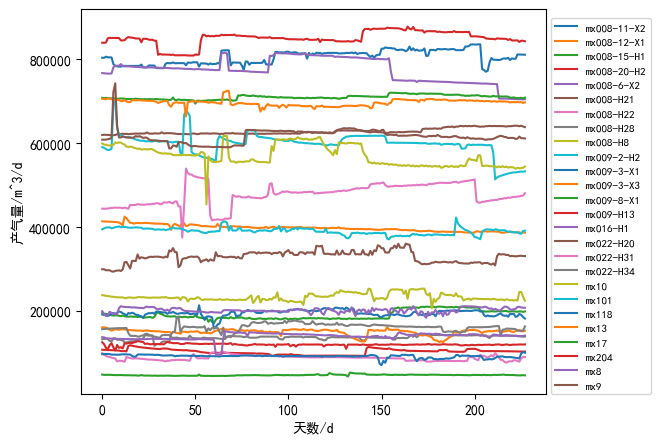 产气量/m^3/d
800000
600000
400000
200000
0
50
100
150
200
天数/d
mx008-11-X2
mx008-12-X1
mx008-15-H1
mx008-20-H2
mx008-6-X2
mx008-H21
mx008-H22
mx008-H28
mx008-H8
mx009-2-H2
mx009-3-X1
mx009-3-X3
mx009-8-X1
mx009-H13
mx016-H1
mx022-H20
mx022-H31
mx022-H34
mx10
mx101
mx118
mx13
mx17
mx204
mx8
mx9